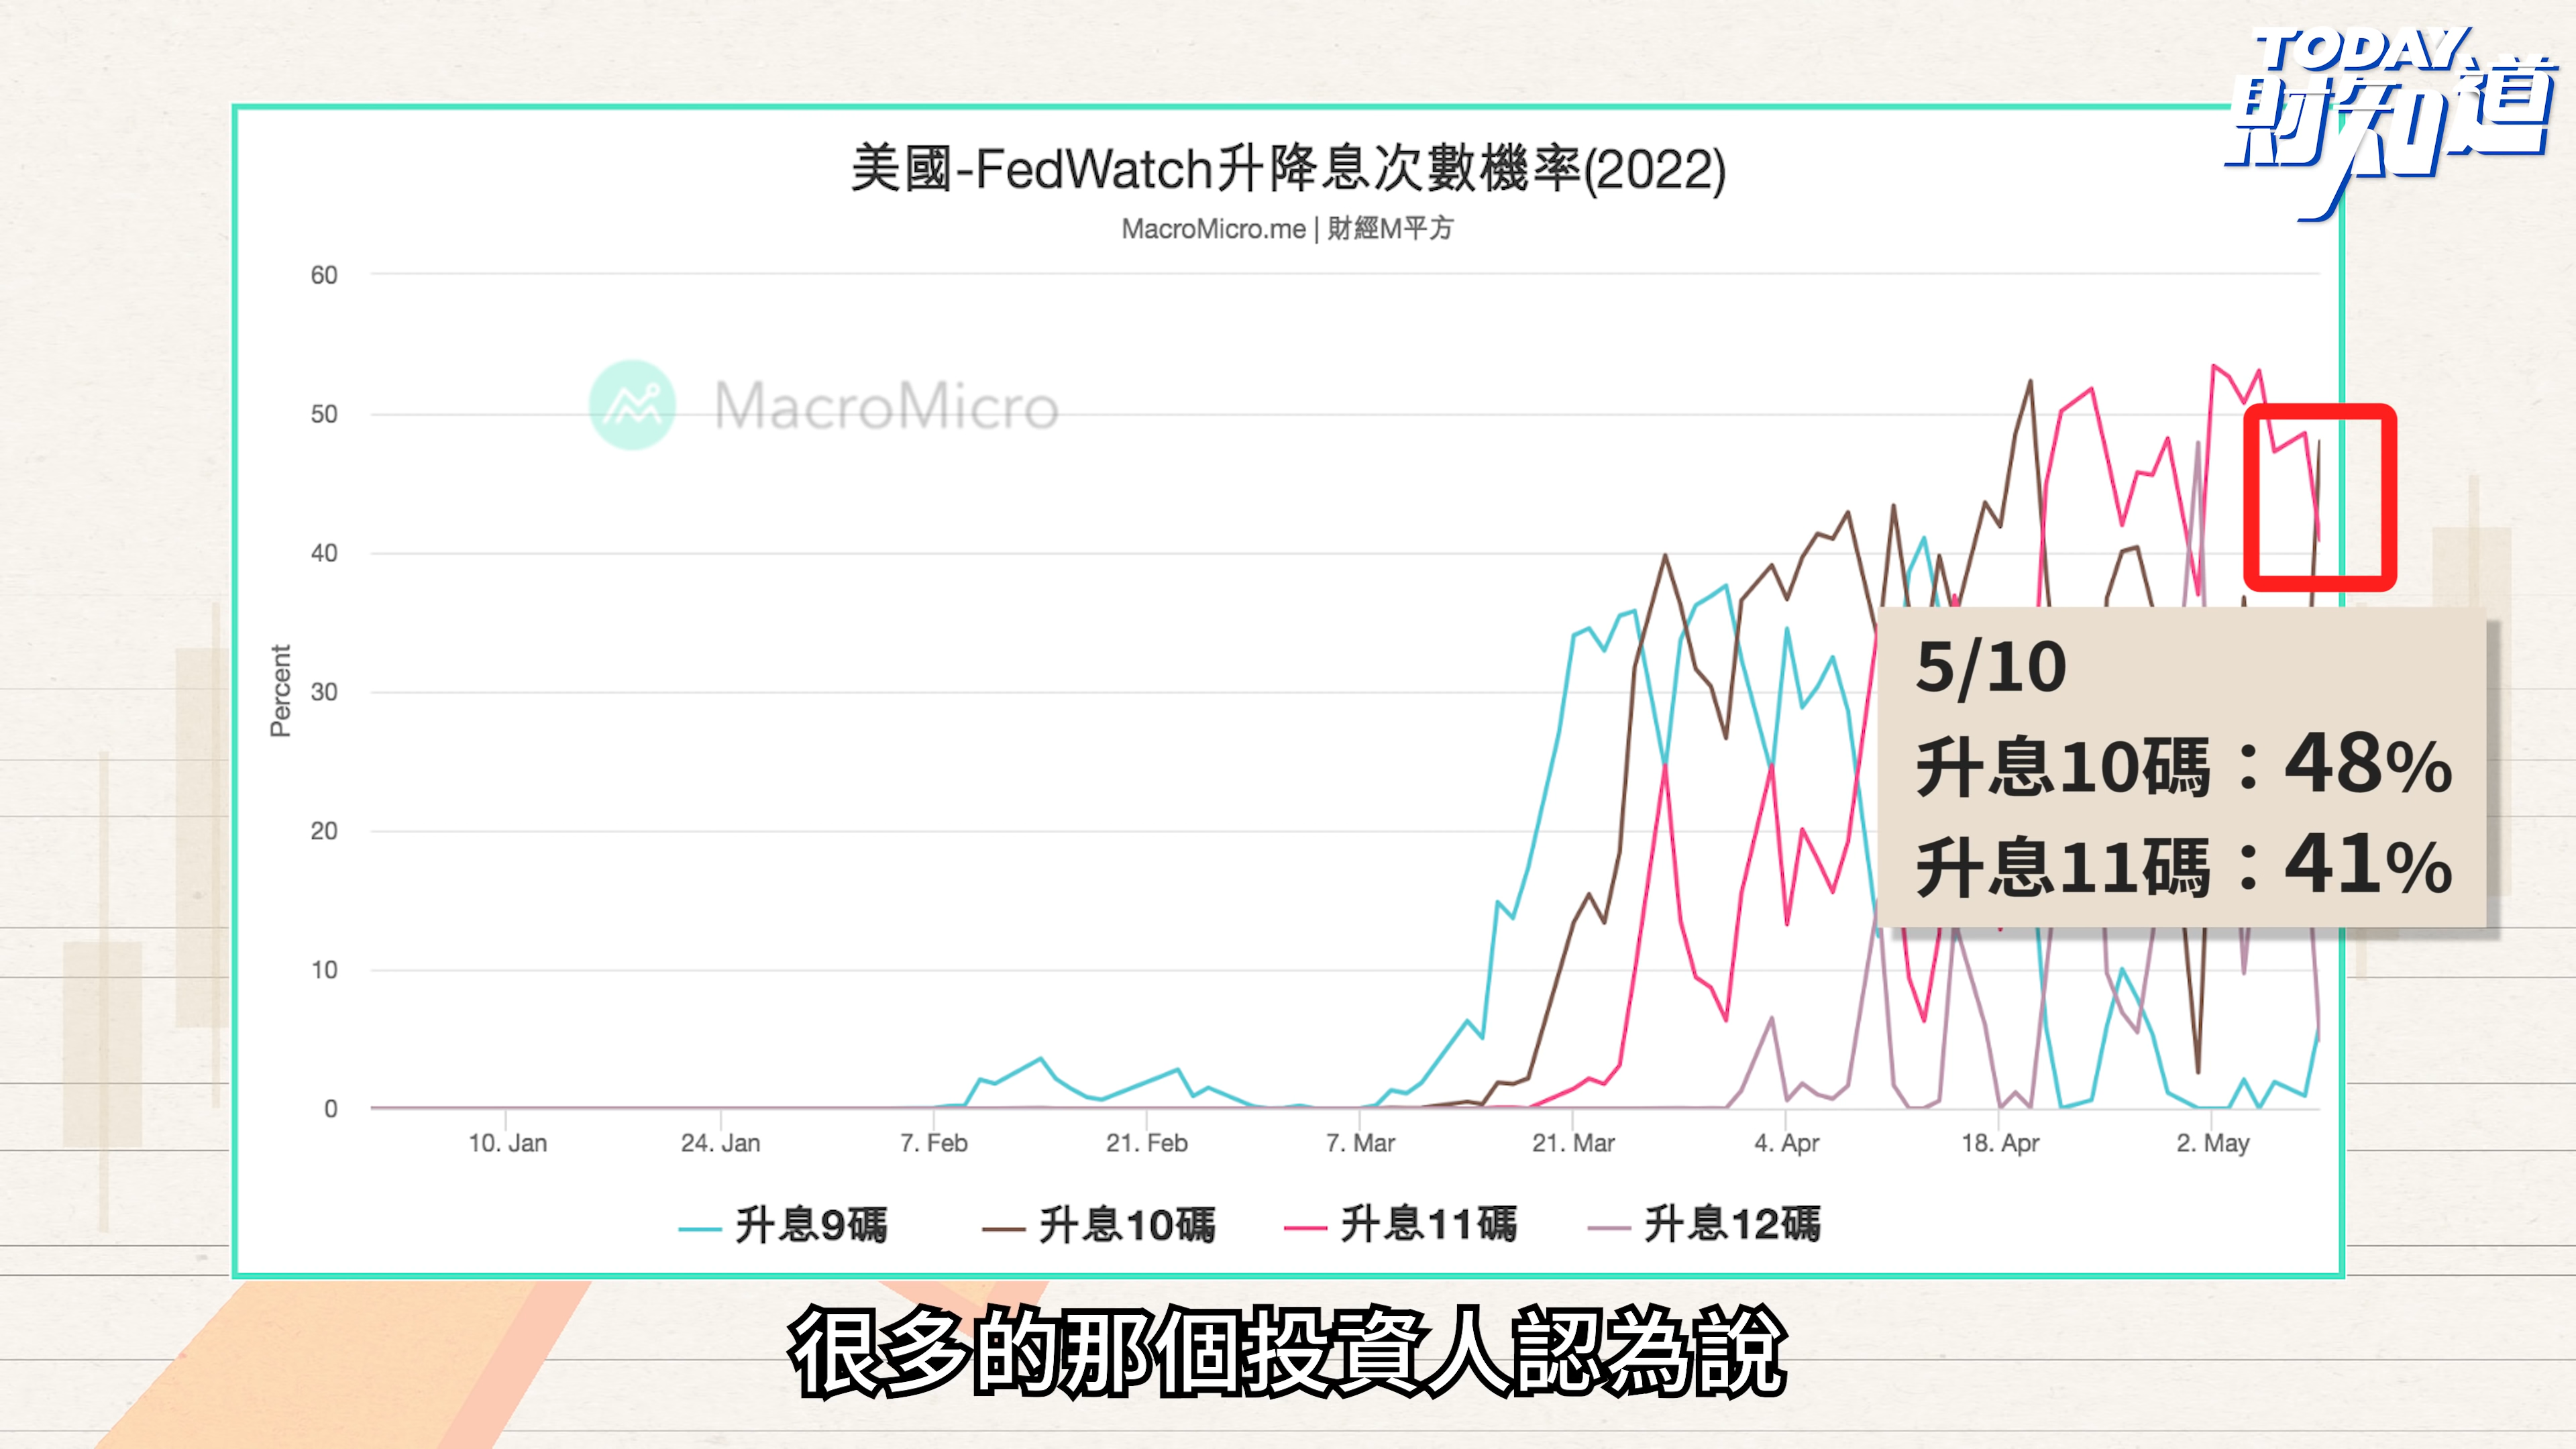 TODAY
財知道
美國-FedWatch升降息次數機率(2022)
MacroMicro.me | 財經M平方
MacroMicro
Percent
60
50
40
30
20
10
0
10. Jan
24. Jan
7. Feb
21. Feb
7. Mar
21. Mar
4. Apr
18. Apr
2. May
5/10
升息10碼：48%
升息11碼：41%
升息9碼
升息10碼
升息11碼
升息12碼
很多的那個投資人認為說